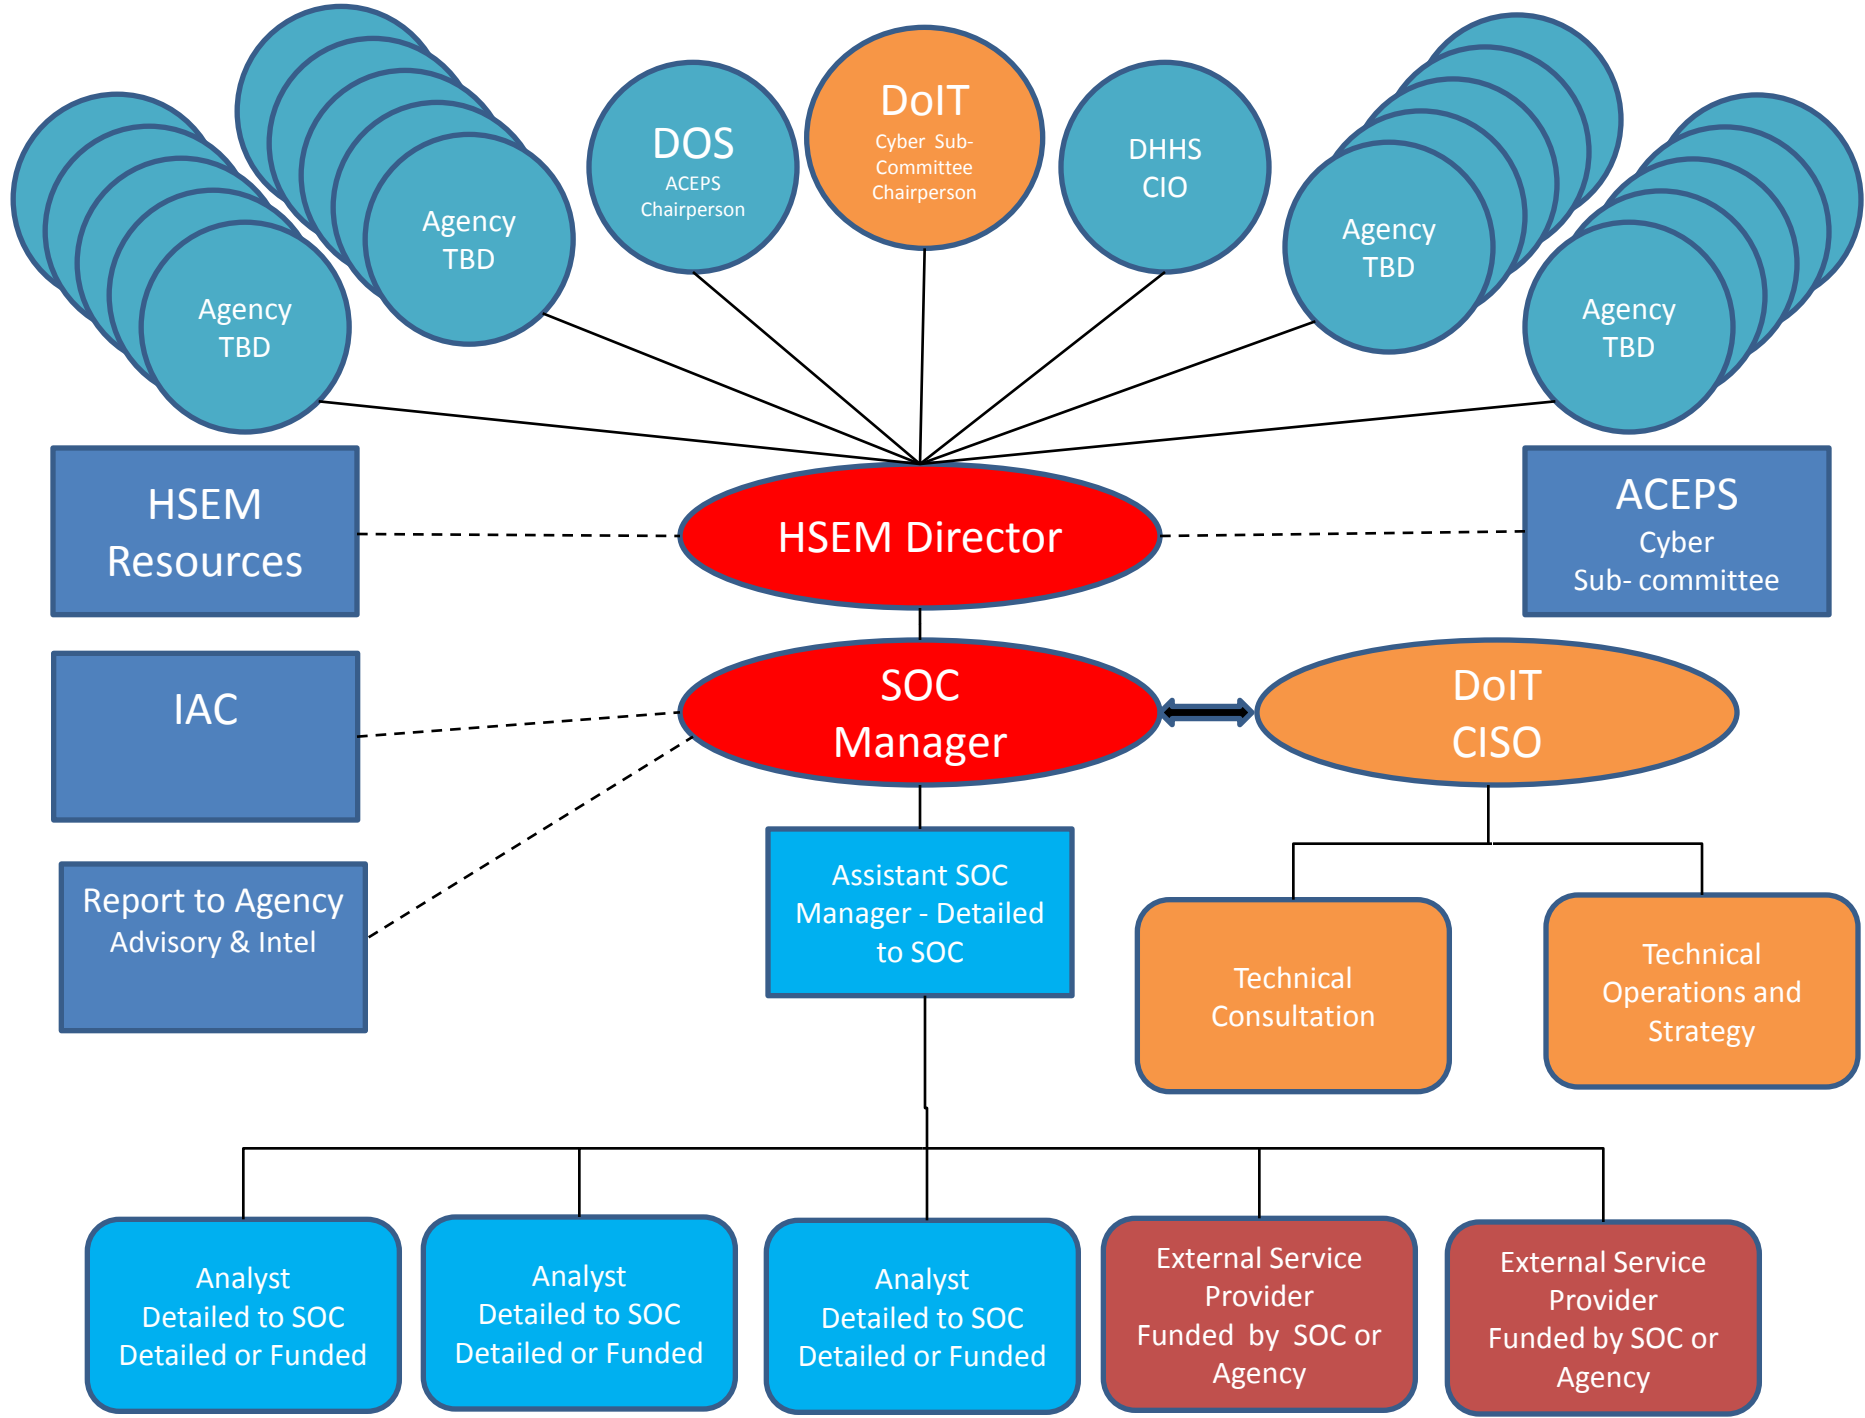 DoIT
Cyber Sub-
Committee
Chairperson
DOS
ACEPS
Chairperson
DHHS
CIO
Agency
TBD
Agency
TBD
Agency
TBD
Agency
TBD
HSEM
Resources
HSEM Director
ACEPS
Cyber
Sub- committee
IAC
SOC
Manager
DoIT
CISO
Report to Agency
Advisory & Intel
Assistant SOC
Manager - Detailed
to SOC
Technical
Consultation
Technical
Operations and
Strategy
Analyst
Detailed to SOC
Detailed or Funded
Analyst
Detailed to SOC
Detailed or Funded
Analyst
Detailed to SOC
Detailed or Funded
External Service
Provider
Funded by SOC or
Agency
External Service
Provider
Funded by SOC or
Agency